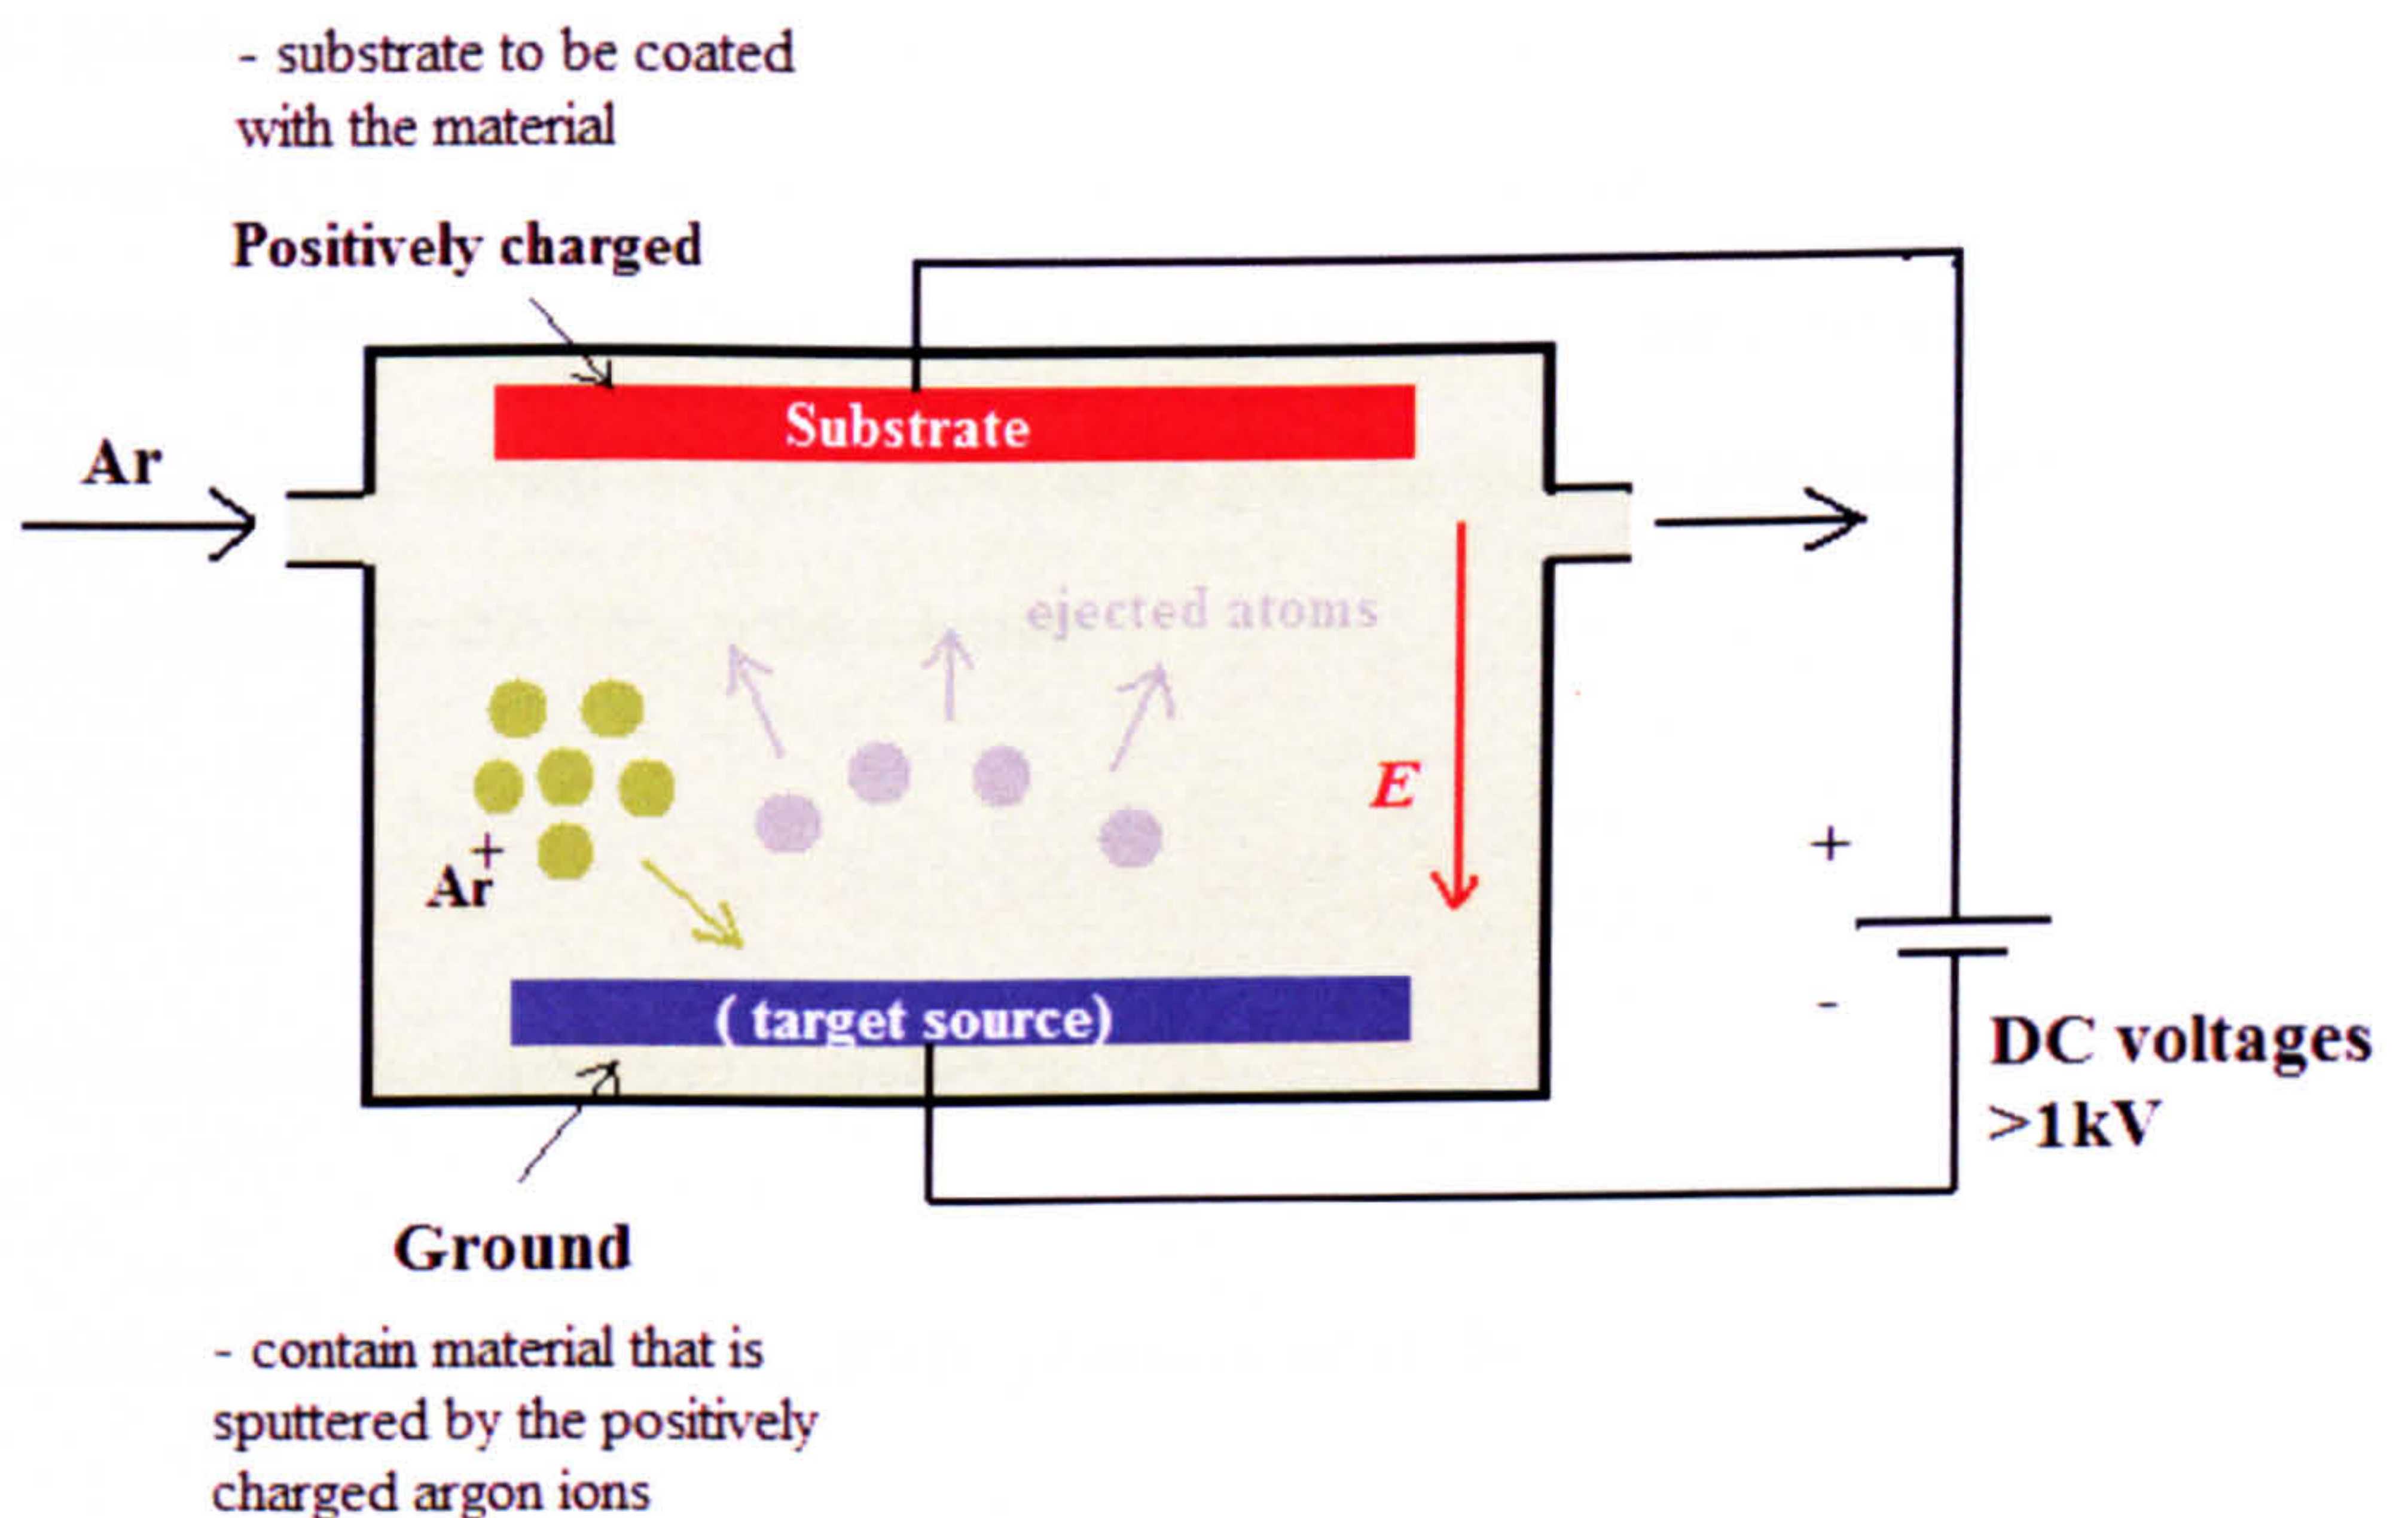 - substrate to be coated
with the material
Positively charged
Substrate
Ar
ejected atoms
E
+
Ar
+
-
( target source)
DC voltages
>1kV
Ground
- contain material that is
sputtered by the positively
charged argon ions